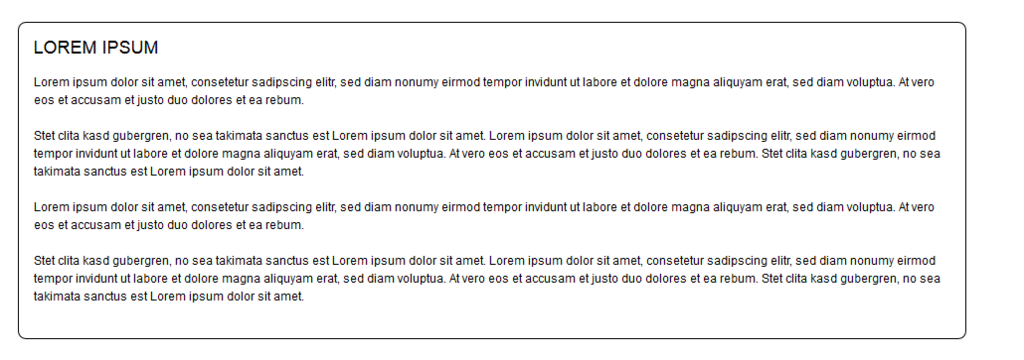 LOREM IPSUM
Lorem ipsum dolor sit amet, consetetur sadipscing elitr, sed diam nonumy eirmod tempor invidunt ut labore et dolore magna aliquyam erat, sed diam voluptua. At vero
eos et accusam et justo duo dolores et ea rebum.
Stet clita kasd gubergren, no sea takimata sanctus est Lorem ipsum dolor sit amet. Lorem ipsum dolor sit amet, consetetur sadipscing elitr, sed diam nonumy eirmod
tempor invidunt ut labore et dolore magna aliquyam erat, sed diam voluptua. At vero eos et accusam et justo duo dolores et ea rebum. Stet clita kasd gubergren, no sea
takimata sanctus est Lorem ipsum dolor sit amet.
Lorem ipsum dolor sit amet, consetetur sadipscing elitr, sed diam nonumy eirmod tempor invidunt ut labore et dolore magna aliquyam erat, sed diam voluptua. At vero
eos et accusam et justo duo dolores et ea rebum.
Stet clita kasd gubergren, no sea takimata sanctus est Lorem ipsum dolor sit amet. Lorem ipsum dolor sit amet, consetetur sadipscing elitr, sed diam nonumy eirmod
tempor invidunt ut labore et dolore magna aliquyam erat, sed diam voluptua. At vero eos et accusam et justo duo dolores et ea rebum. Stet clita kasd gubergren, no sea
takimata sanctus est Lorem ipsum dolor sit amet.